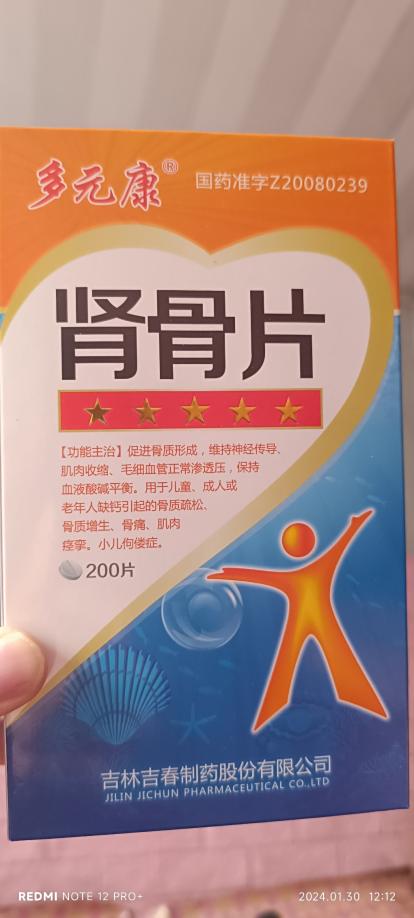 多元康®
国药准字Z20080239
肾骨片
【功能主治】促进骨质形成，维持神经传导、
肌肉收缩、毛细血管正常渗透压，保持
血液酸碱平衡。用于儿童、成人或
老年人缺钙引起的骨质疏松、
骨质增生、骨痛、肌肉
痉挛。小儿佝偻症。
200片
吉林吉春制药股份有限公司
JILIN JICHUN PHARMACEUTICAL CO.,LTD
REDMI NOTE 12 PRO+
2024.01.30 12:12